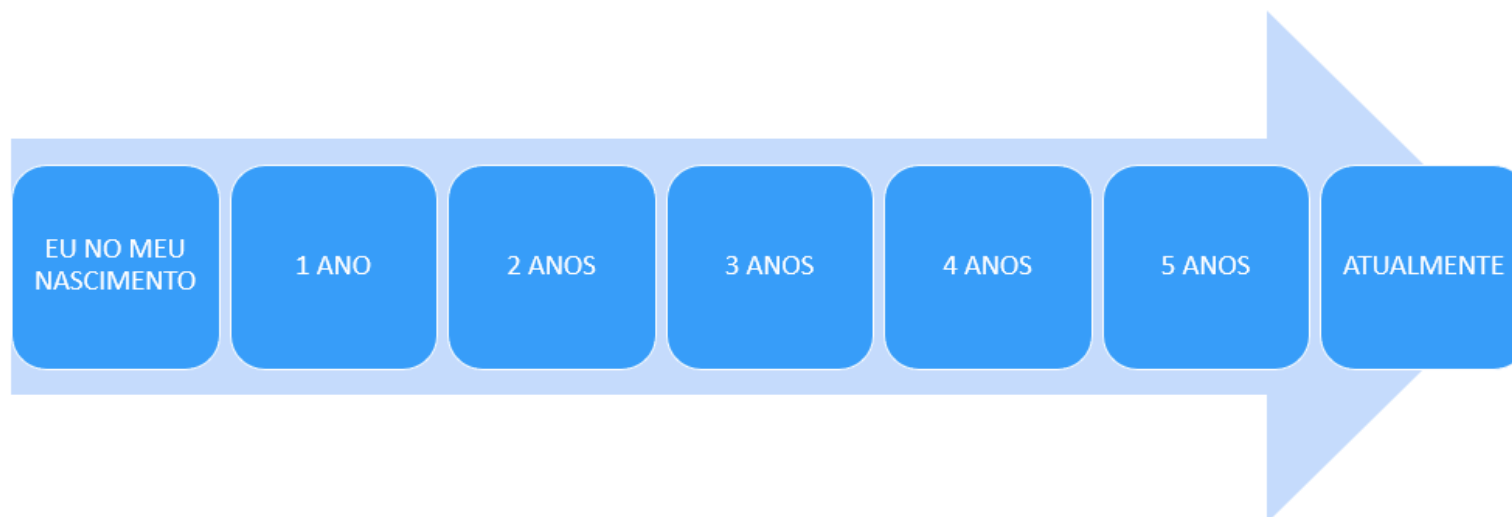 EU NO MEU
NASCIMENTO
1 ANO
2 ANOS
3 ANOS
4 ANOS
5 ANOS
ATUALMENTE